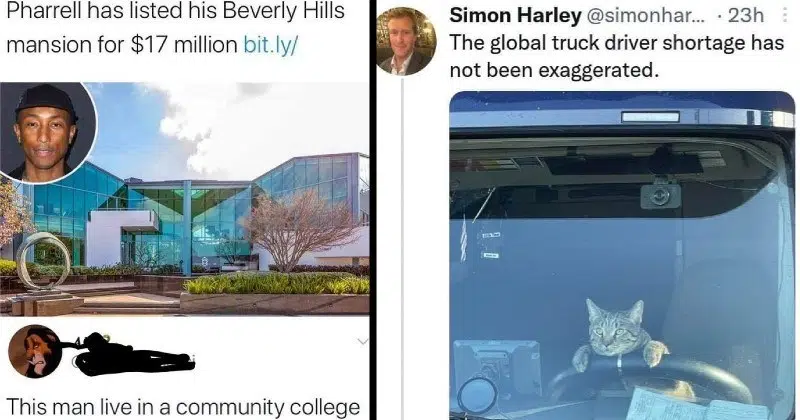 Pharrell has listed his Beverly Hills
mansion for $17 million bit.ly/
This man live in a community college
Simon Harley @simonhar... · 23h
The global truck driver shortage has
not been exaggerated.